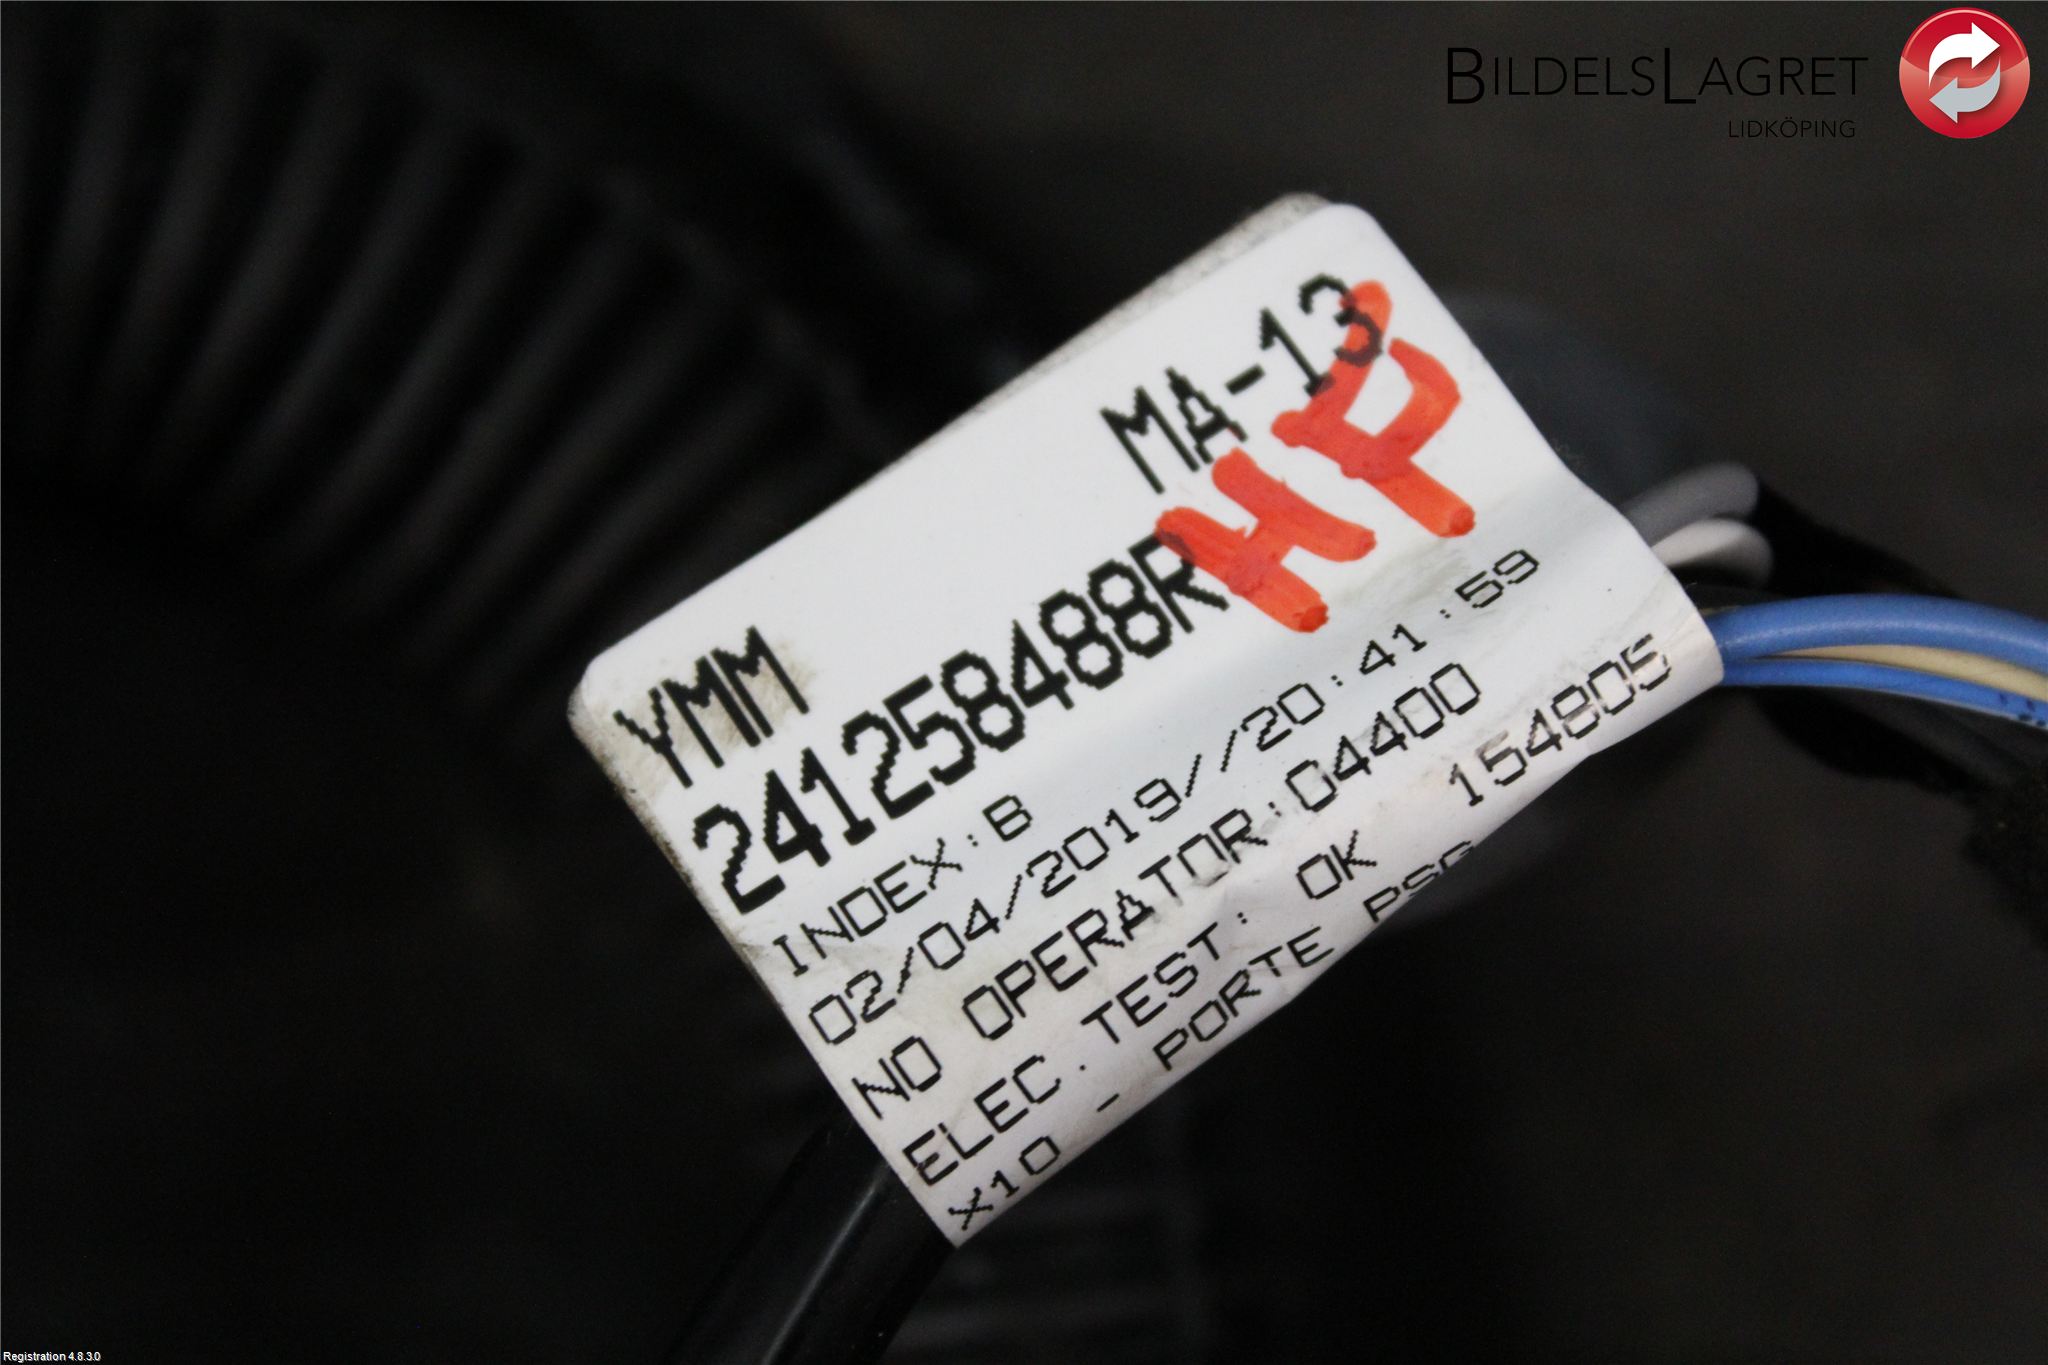 BILDELSLAGRET
LIDKÖPING
YMM MA-13
241258488R
HP
INDEX:B
02/04/2019//20:41:59
NO OPERATOR:04400
ELEC.TEST: OK 154805
X10 - PORTE PSG
Registration 4.8.3.0